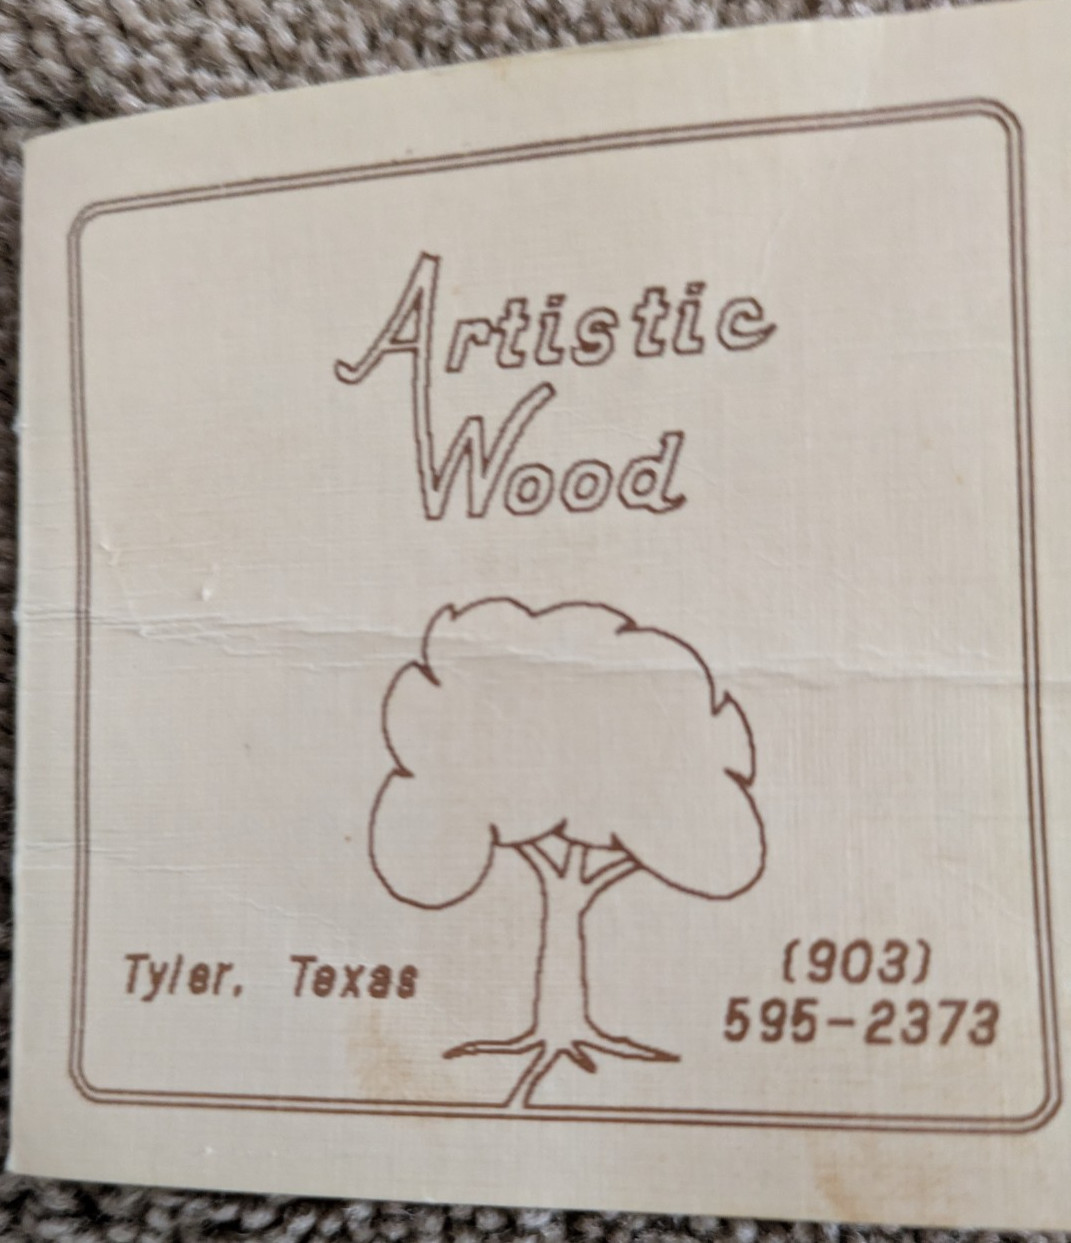 Artistic
Wood
Tyler, Texas
(903)
595-2373